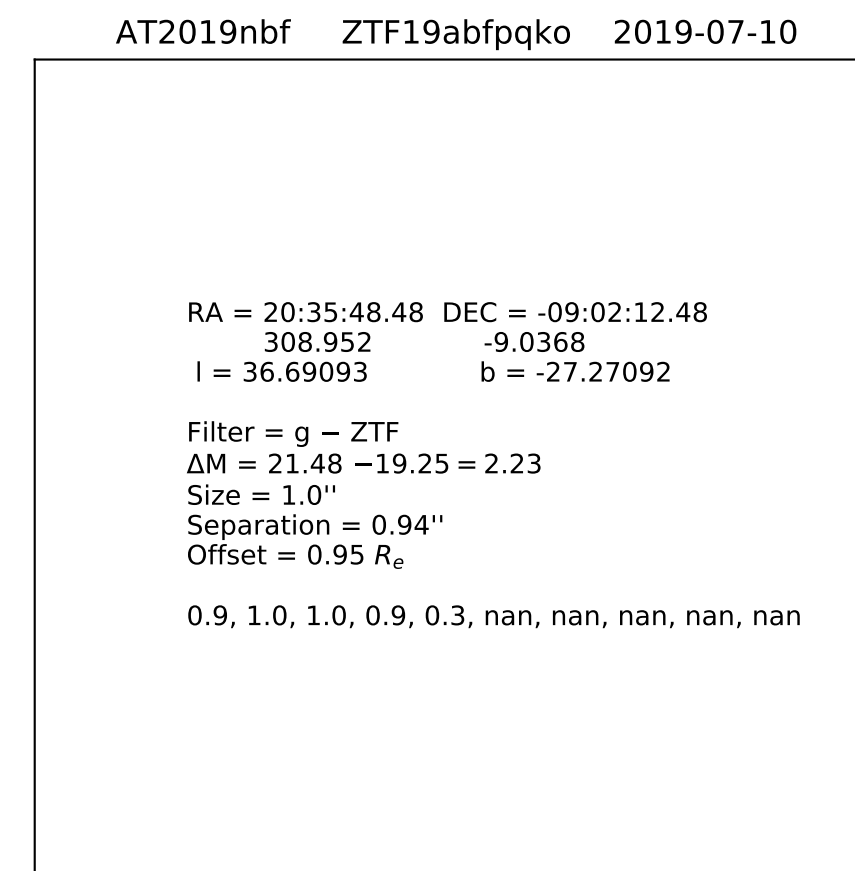 AT2019nbf ZTF19abfpqko 2019-07-10
RA = 20:35:48.48 DEC = -09:02:12.48
308.952 -9.0368
l = 36.69093 b = -27.27092
Filter = g − ZTF
ΔM = 21.48 −19.25 = 2.23
Size = 1.0''
Separation = 0.94''
Offset = 0.95 Rₑ
0.9, 1.0, 1.0, 0.9, 0.3, nan, nan, nan, nan, nan